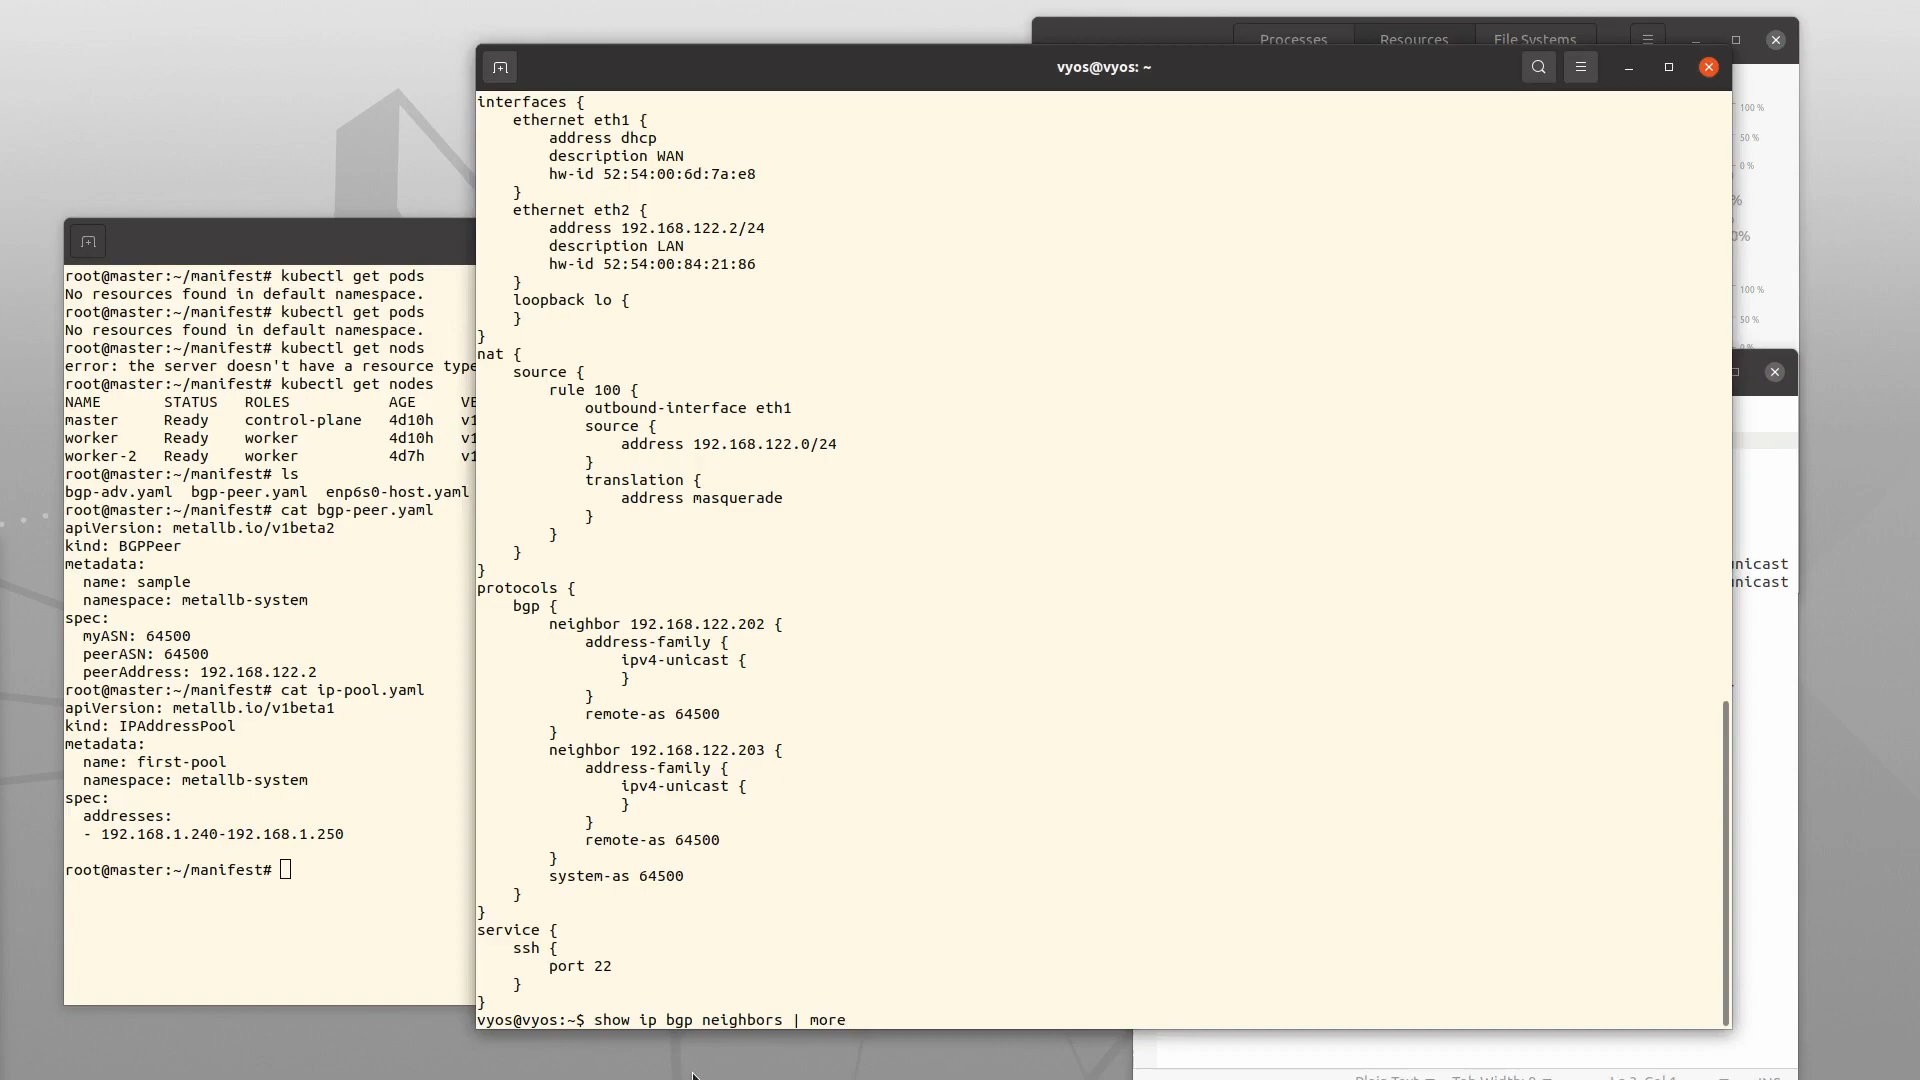 Processes Resources File Systems
vyos@vyos: ~
interfaces {
ethernet eth1 {
address dhcp
description WAN
hw-id 52:54:00:6d:7a:e8
}
ethernet eth2 {
address 192.168.122.2/24
description LAN
hw-id 52:54:00:84:21:86
}
loopback lo {
}
}
nat {
source {
rule 100 {
outbound-interface eth1
source {
address 192.168.122.0/24
}
translation {
address masquerade
}
}
}
}
protocols {
bgp {
neighbor 192.168.122.202 {
address-family {
ipv4-unicast {
}
}
remote-as 64500
}
neighbor 192.168.122.203 {
address-family {
ipv4-unicast {
}
}
remote-as 64500
}
system-as 64500
}
}
service {
ssh {
port 22
}
}
vyos@vyos:~$ show ip bgp neighbors | more
root@master:~/manifest# kubectl get pods
No resources found in default namespace.
root@master:~/manifest# kubectl get pods
No resources found in default namespace.
root@master:~/manifest# kubectl get nods
error: the server doesn't have a resource type
root@master:~/manifest# kubectl get nodes
NAME STATUS ROLES AGE VE
master Ready control-plane 4d10h v1
worker Ready worker 4d10h v1
worker-2 Ready worker 4d7h v1
root@master:~/manifest# ls
bgp-adv.yaml bgp-peer.yaml enp6s0-host.yaml
root@master:~/manifest# cat bgp-peer.yaml
apiVersion: metallb.io/v1beta2
kind: BGPPeer
metadata:
name: sample
namespace: metallb-system
spec:
myASN: 64500
peerASN: 64500
peerAddress: 192.168.122.2
root@master:~/manifest# cat ip-pool.yaml
apiVersion: metallb.io/v1beta1
kind: IPAddressPool
metadata:
name: first-pool
namespace: metallb-system
spec:
addresses:
- 192.168.1.240-192.168.1.250
root@master:~/manifest#
100 %
50 %
0 %
%
0%
100 %
50 %
nicast
nicast